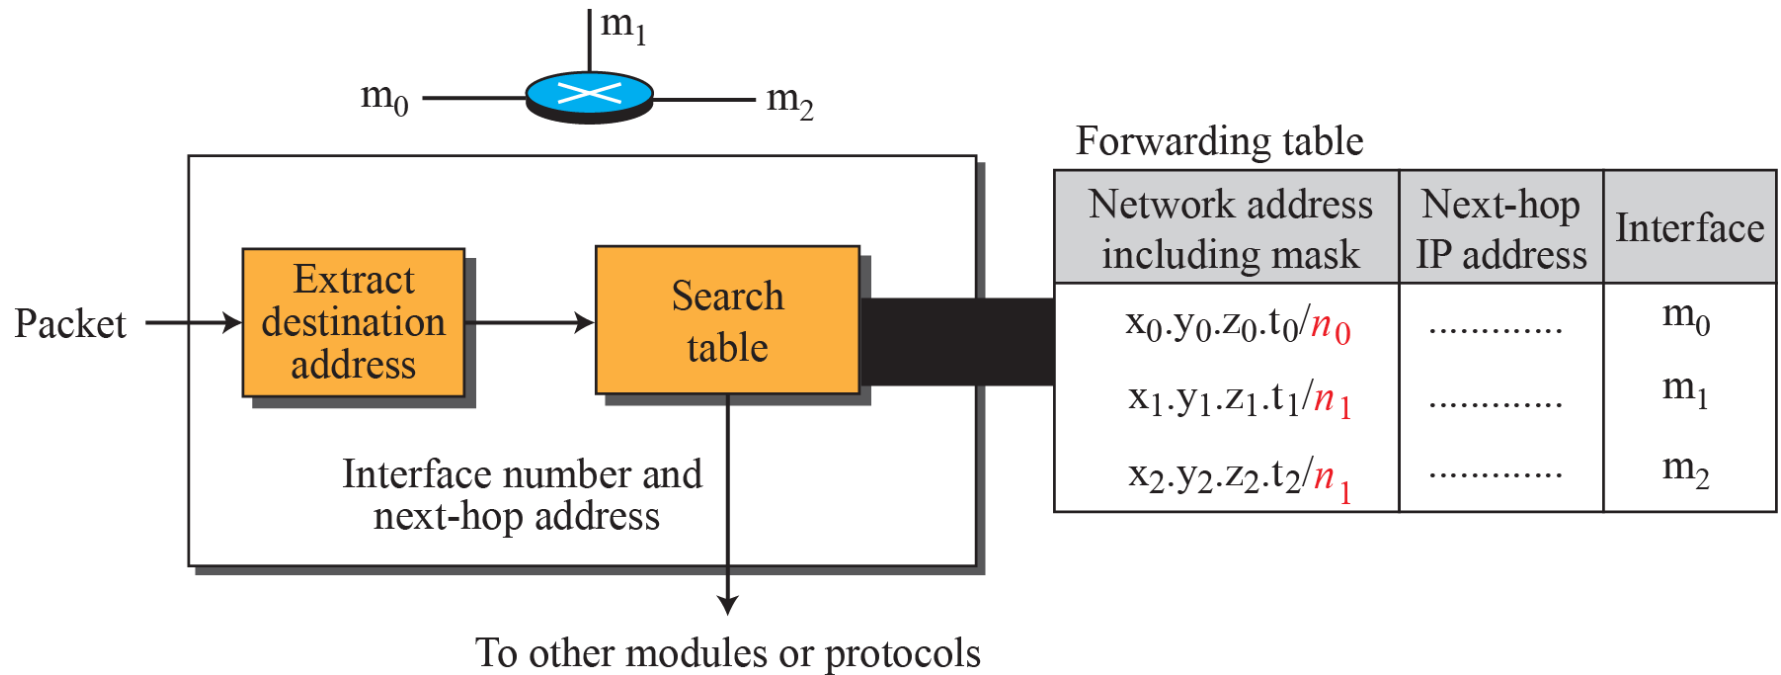 m₁
m₀
m₂
Forwarding table
Network address
including mask
Next-hop
IP address
Interface
Extract
destination
address
Search
table
Packet
x₀.y₀.z₀.t₀/n₀
.............
m₀
x₁.y₁.z₁.t₁/n₁
.............
m₁
x₂.y₂.z₂.t₂/n₁
.............
m₂
Interface number and
next-hop address
To other modules or protocols